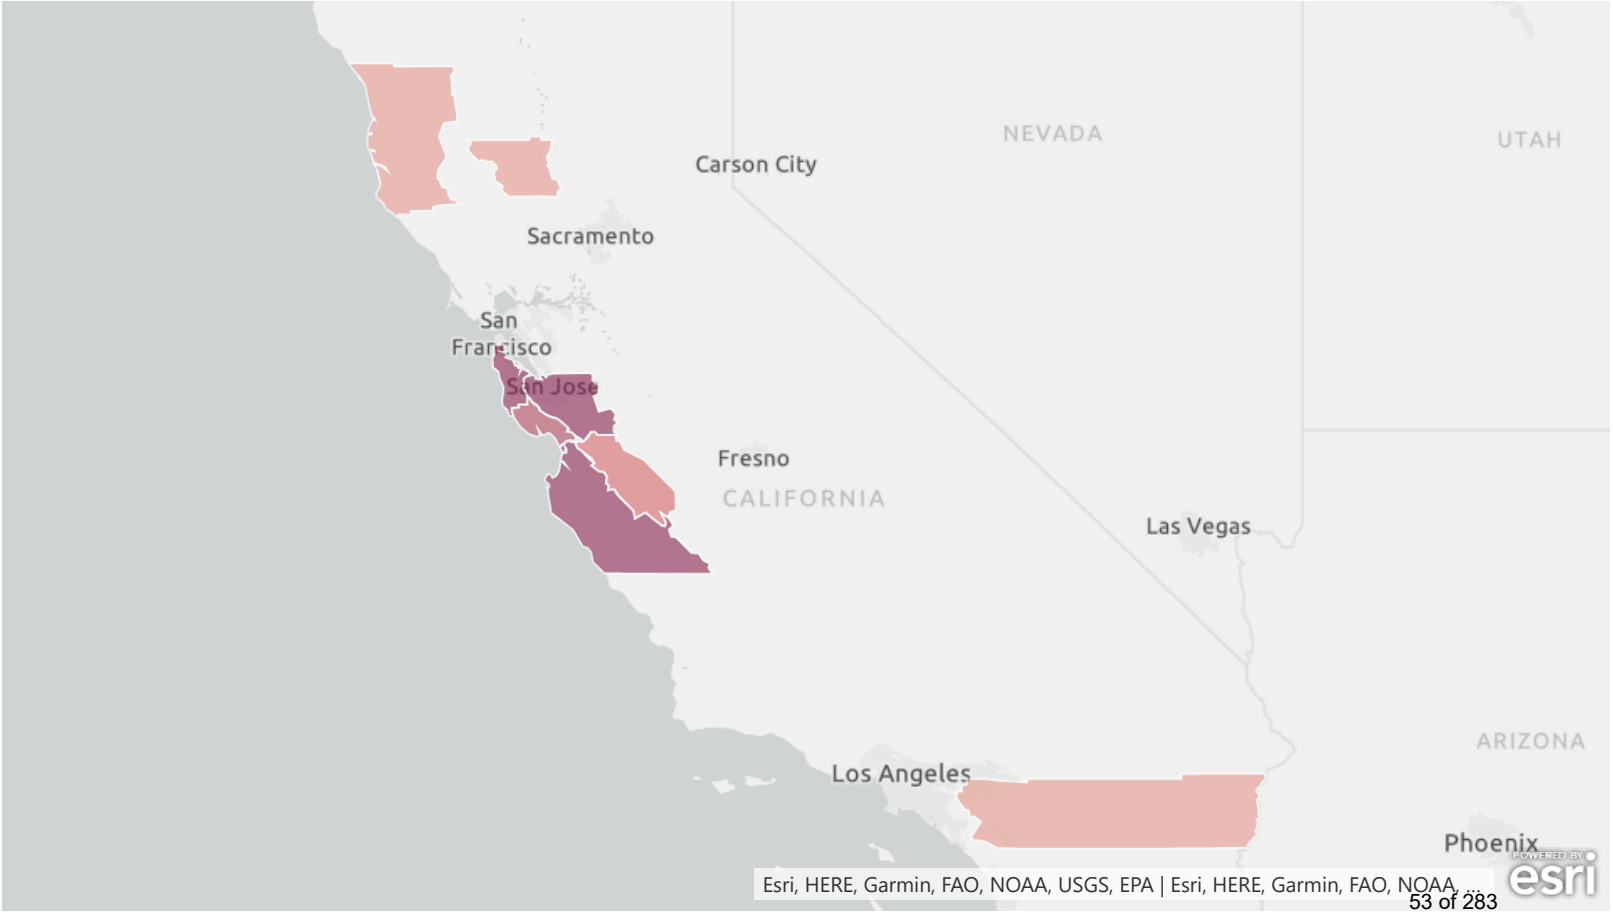 NEVADA
UTAH
Carson City
Sacramento
San
Francisco
San Jose
Fresno
CALIFORNIA
Las Vegas
ARIZONA
Los Angeles
Phoenix
POWERED BY
esri
Esri, HERE, Garmin, FAO, NOAA, USGS, EPA | Esri, HERE, Garmin, FAO, NOAA, ...
53 of 283